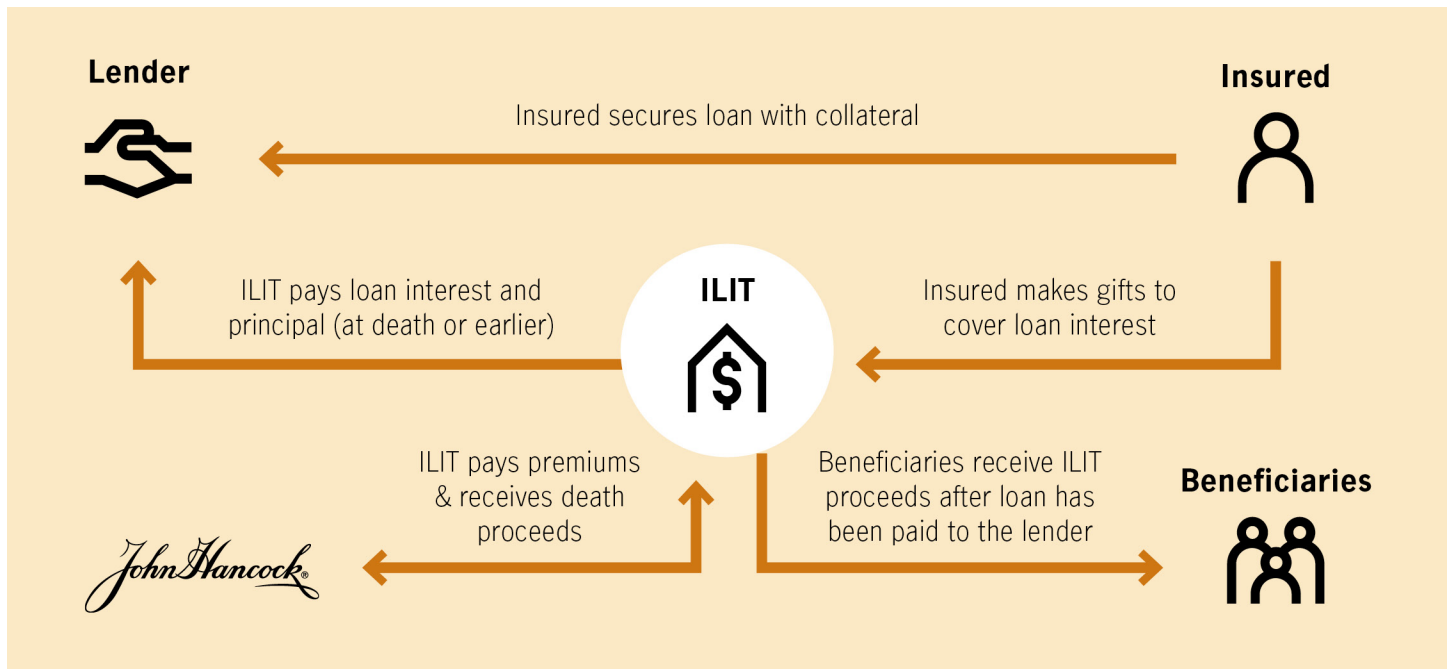 Lender
Insured
Insured secures loan with collateral
ILIT pays loan interest and
principal (at death or earlier)
ILIT
$
Insured makes gifts to
cover loan interest
ILIT pays premiums
& receives death
proceeds
Beneficiaries receive ILIT
proceeds after loan has
been paid to the lender
Beneficiaries
John Hancock®